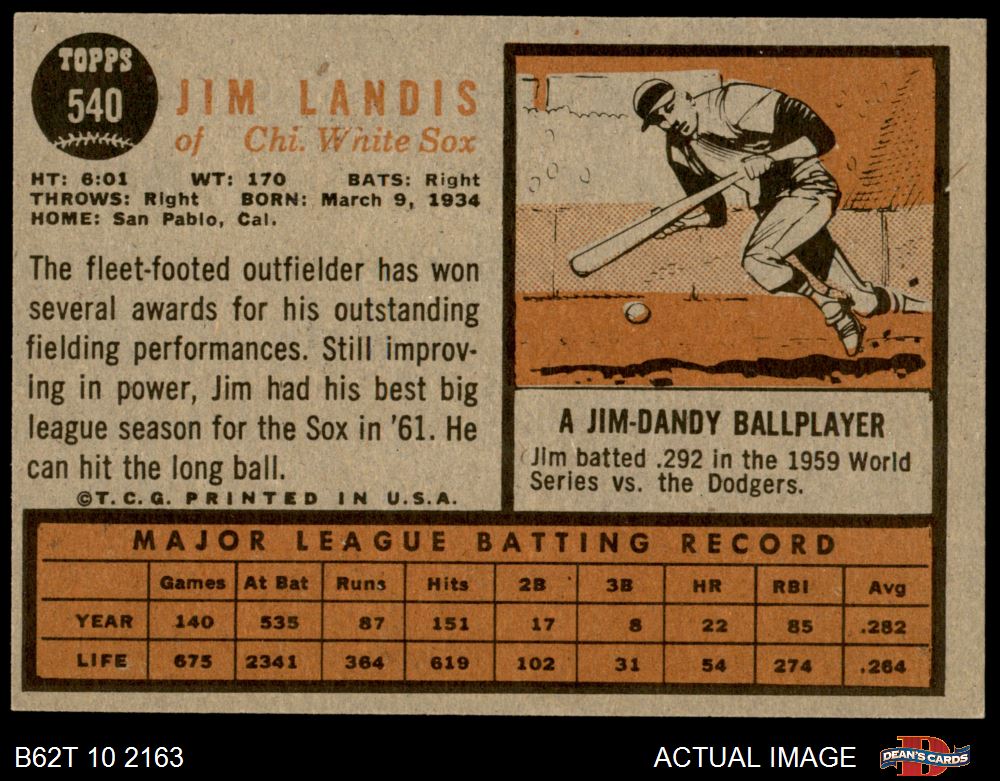 TOPPS
540
JIM LANDIS
of Chi. White Sox
HT: 6:01 WT: 170 BATS: Right
THROWS: Right BORN: March 9, 1934
HOME: San Pablo, Cal.
The fleet-footed outfielder has won
several awards for his outstanding
fielding performances. Still improv-
ing in power, Jim had his best big
league season for the Sox in '61. He
can hit the long ball.
©T.C.G. PRINTED IN U.S.A.
A JIM-DANDY BALLPLAYER
Jim batted .292 in the 1959 World
Series vs. the Dodgers.
MAJOR LEAGUE BATTING RECORD
Games At Bat Runs Hits 2B 3B HR RBI Avg
YEAR 140 535 87 151 17 8 22 85 .282
LIFE 675 2341 364 619 102 31 54 274 .264
B62T 10 2163
ACTUAL IMAGE
DEAN'S CARDS